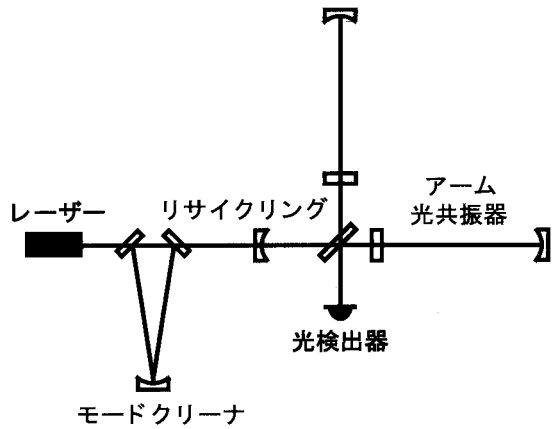 アーム
光共振器
レーザー
リサイクリング
光検出器
モードクリーナ